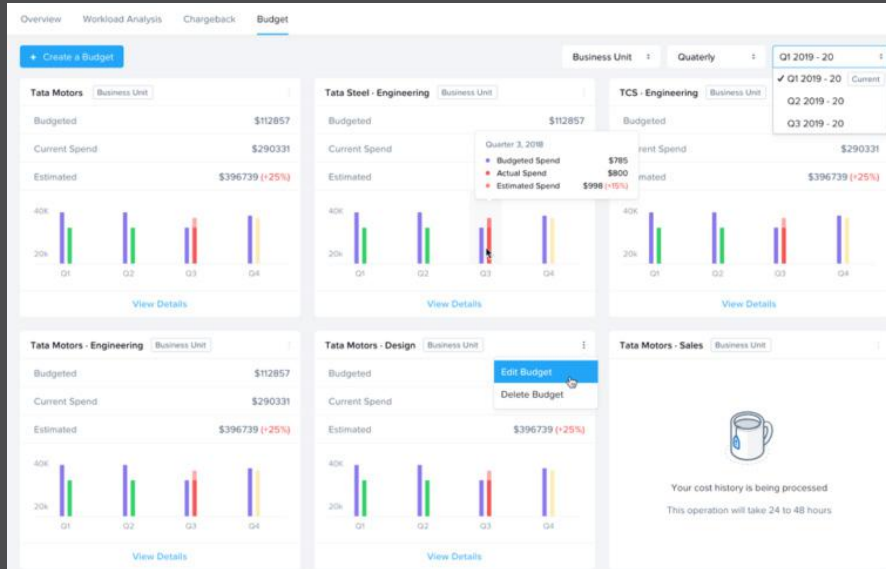 Overview Workload Analysis Chargeback Budget
+ Create a Budget
Business Unit Quaterly Q1 2019 - 20
✓ Q1 2019 - 20 Current
Q2 2019 - 20
Q3 2019 - 20
Tata Motors Business Unit
Budgeted $112857
Current Spend $290331
Estimated $396739 (+25%)
40K
20k
Q1 Q2 Q3 Q4
View Details
Tata Steel - Engineering Business Unit
Budgeted $112857
Current Spend
Estimated
Quarter 3, 2018
Budgeted Spend $785
Actual Spend $800
Estimated Spend $998 (+15%)
40K
20k
Q1 Q2 Q3 Q4
View Details
TCS - Engineering Business Unit
Budgeted
rent Spend $290331
mated $396739 (+25%)
40K
20k
Q1 Q2 Q3 Q4
View Details
Tata Motors - Engineering Business Unit
Budgeted $112857
Current Spend $290331
Estimated $396739 (+25%)
40K
20k
Q1 Q2 Q3 Q4
View Details
Tata Motors - Design Business Unit
Edit Budget
Delete Budget
Budgeted
Current Spend
Estimated $396739 (+25%)
40K
20k
Q1 Q2 Q3 Q4
View Details
Tata Motors - Sales Business Unit
Your cost history is being processed
This operation will take 24 to 48 hours